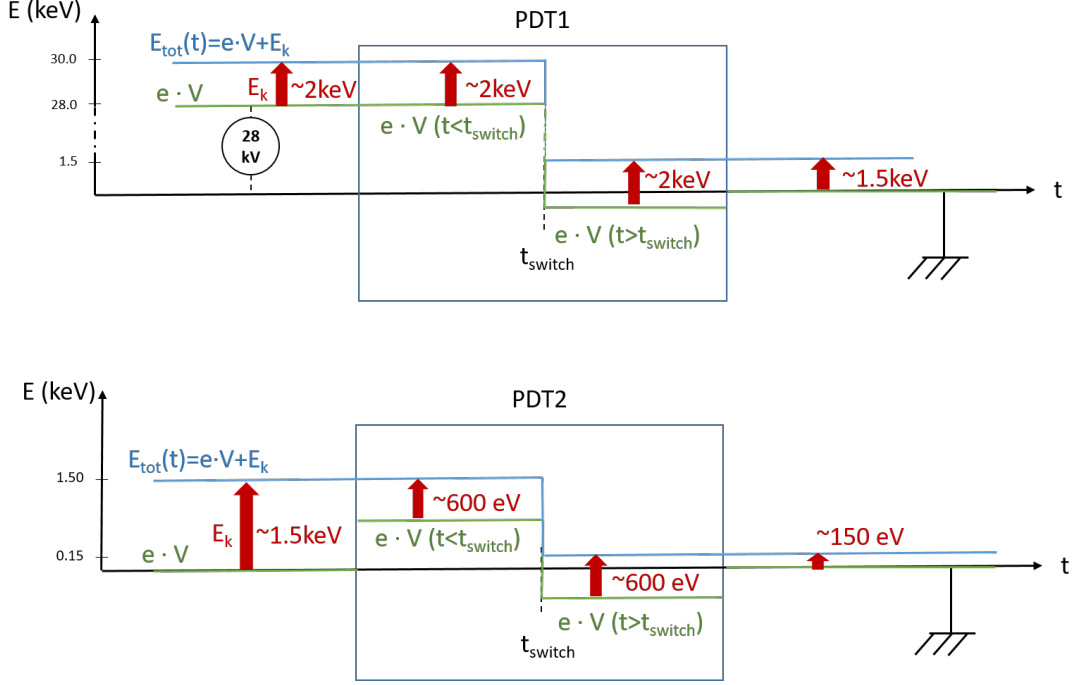 E (keV)
PDT1
E_tot(t)=e·V+E_k
30.0
e · V
E_k
~2keV
~2keV
28.0
e · V (t<t_switch)
28
kV
1.5
~2keV
~1.5keV
t
e · V (t>t_switch)
t_switch
E (keV)
PDT2
E_tot(t)=e·V+E_k
1.50
~600 eV
E_k
~1.5keV
e · V (t<t_switch)
~150 eV
e · V
0.15
~600 eV
t
e · V (t>t_switch)
t_switch